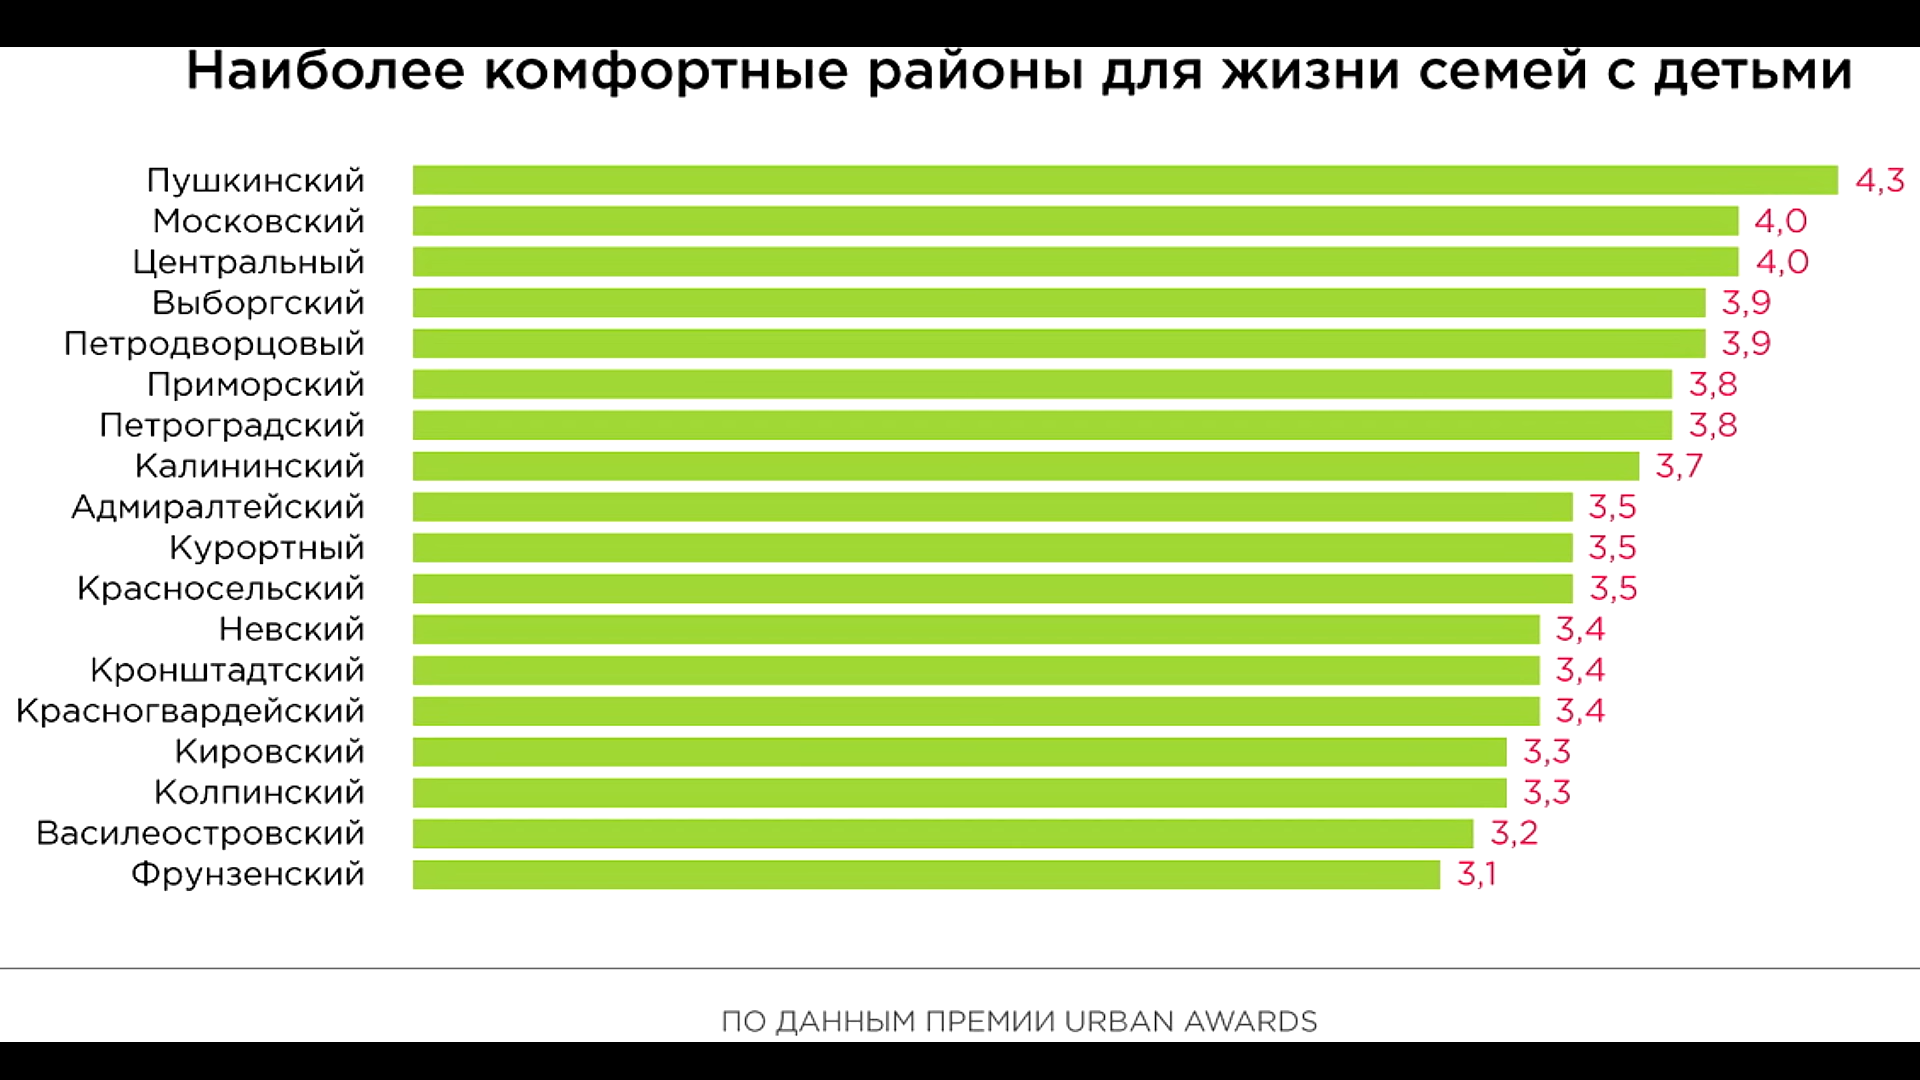 Наиболее комфортные районы для жизни семей с детьми
Пушкинский 4,3
Московский 4,0
Центральный 4,0
Выборгский 3,9
Петродворцовый 3,9
Приморский 3,8
Петроградский 3,8
Калининский 3,7
Адмиралтейский 3,5
Курортный 3,5
Красносельский 3,5
Невский 3,4
Кронштадтский 3,4
Красногвардейский 3,4
Кировский 3,3
Колпинский 3,3
Василеостровский 3,2
Фрунзенский 3,1
ПО ДАННЫМ ПРЕМИИ URBAN AWARDS